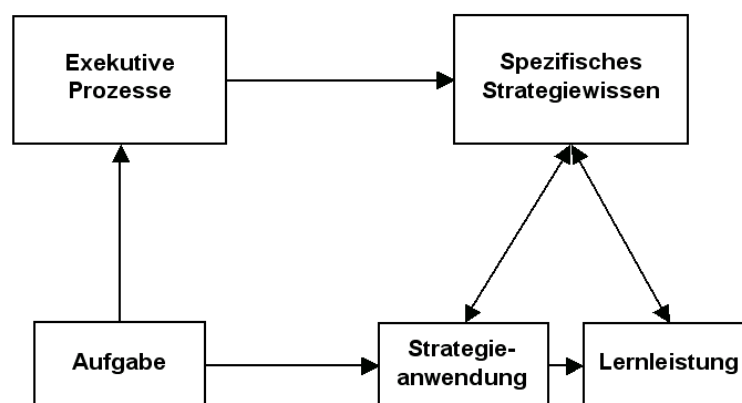 Exekutive
Prozesse
Spezifisches
Strategiewissen
Aufgabe
Strategie-
anwendung
Lernleistung